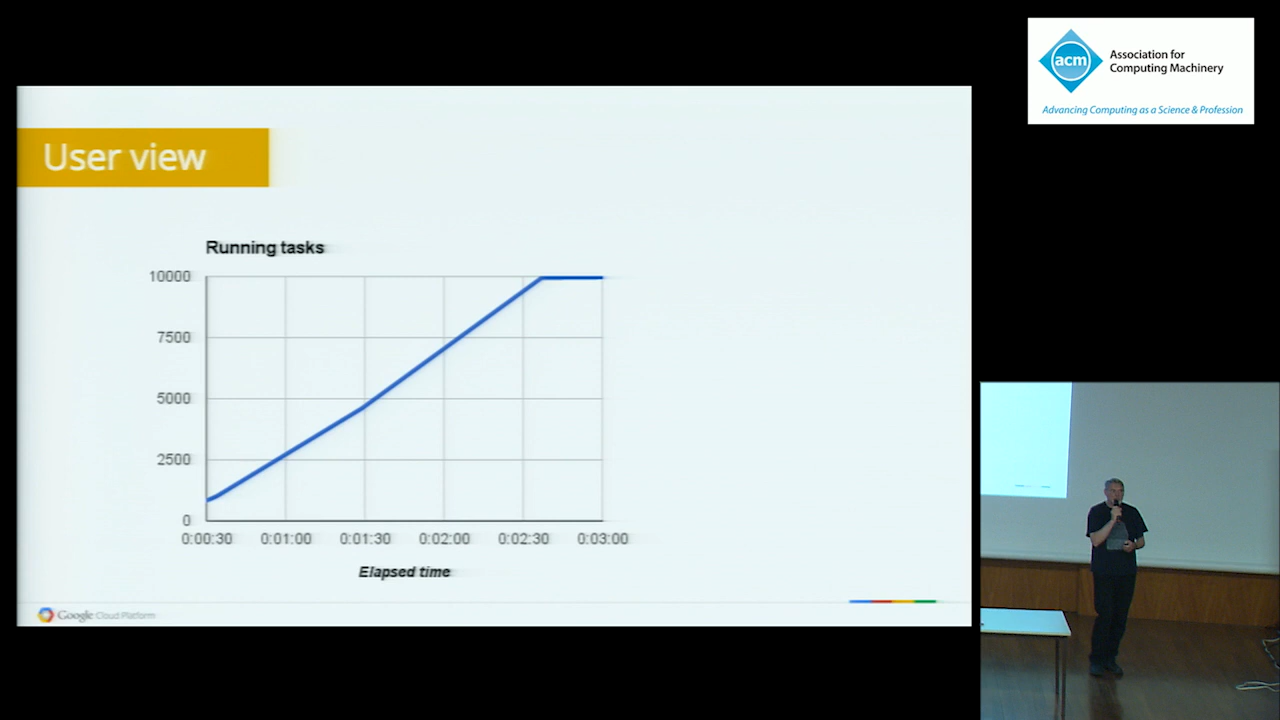 acm
Association for
Computing Machinery
Advancing Computing as a Science & Profession
User view
Running tasks
10000
7500
5000
2500
0
0:00:30 0:01:00 0:01:30 0:02:00 0:02:30 0:03:00
Elapsed time
Google Cloud Platform